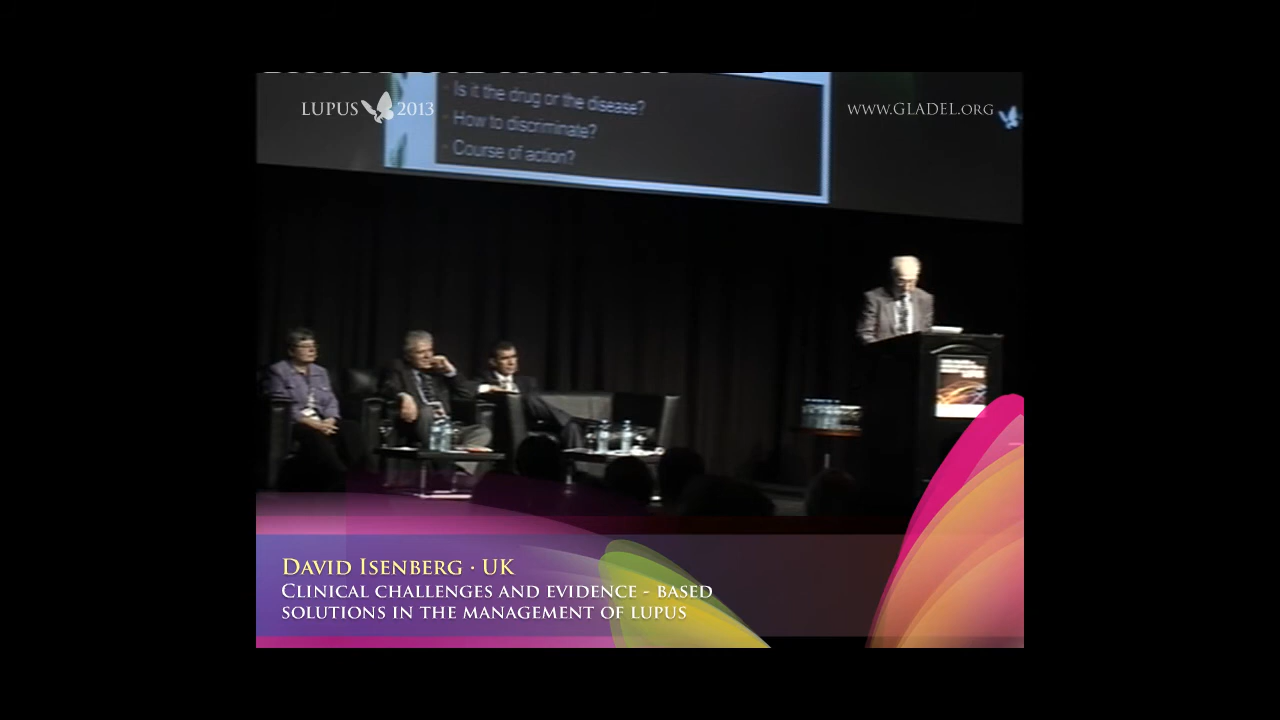 · Is it the drug or the disease?
LUPUS 2013
WWW.GLADEL.ORG
· How to discriminate?
· Course of action?
DAVID ISENBERG · UK
CLINICAL CHALLENGES AND EVIDENCE - BASED
SOLUTIONS IN THE MANAGEMENT OF LUPUS